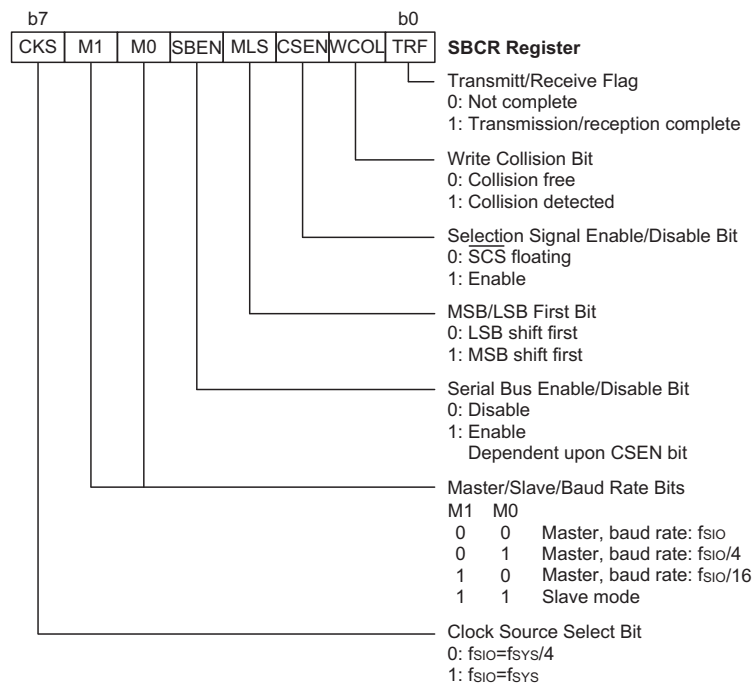 b7 b0
CKS M1 M0 SBEN MLS CSEN WCOL TRF SBCR Register
Transmitt/Receive Flag
0: Not complete
1: Transmission/reception complete
Write Collision Bit
0: Collision free
1: Collision detected
Selection Signal Enable/Disable Bit
0: S̅C̅S̅ floating
1: Enable
MSB/LSB First Bit
0: LSB shift first
1: MSB shift first
Serial Bus Enable/Disable Bit
0: Disable
1: Enable
Dependent upon CSEN bit
Master/Slave/Baud Rate Bits
M1 M0
0 0 Master, baud rate: fSIO
0 1 Master, baud rate: fSIO/4
1 0 Master, baud rate: fSIO/16
1 1 Slave mode
Clock Source Select Bit
0: fSIO=fSYS/4
1: fSIO=fSYS